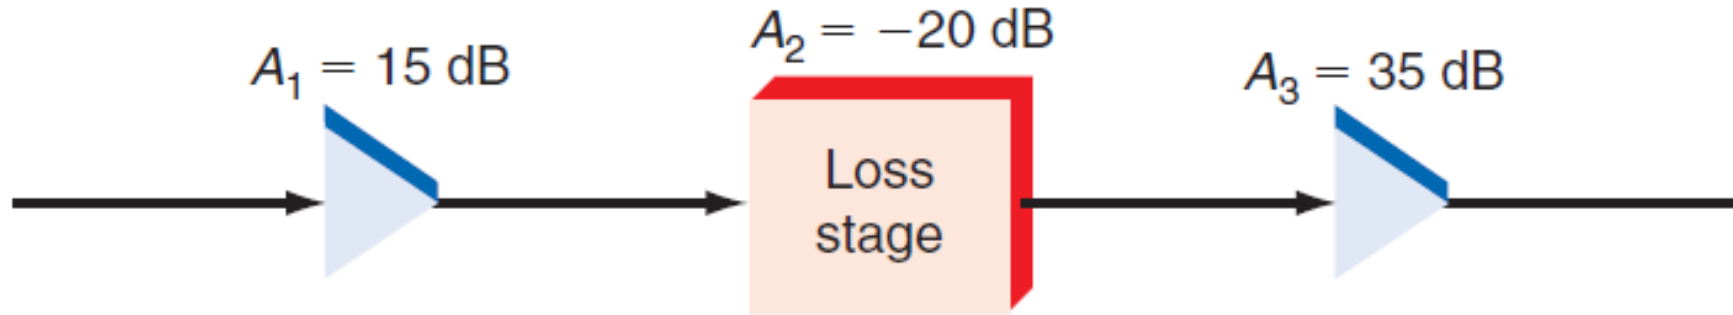 A₁ = 15 dB
A₂ = −20 dB
A₃ = 35 dB
Loss
stage